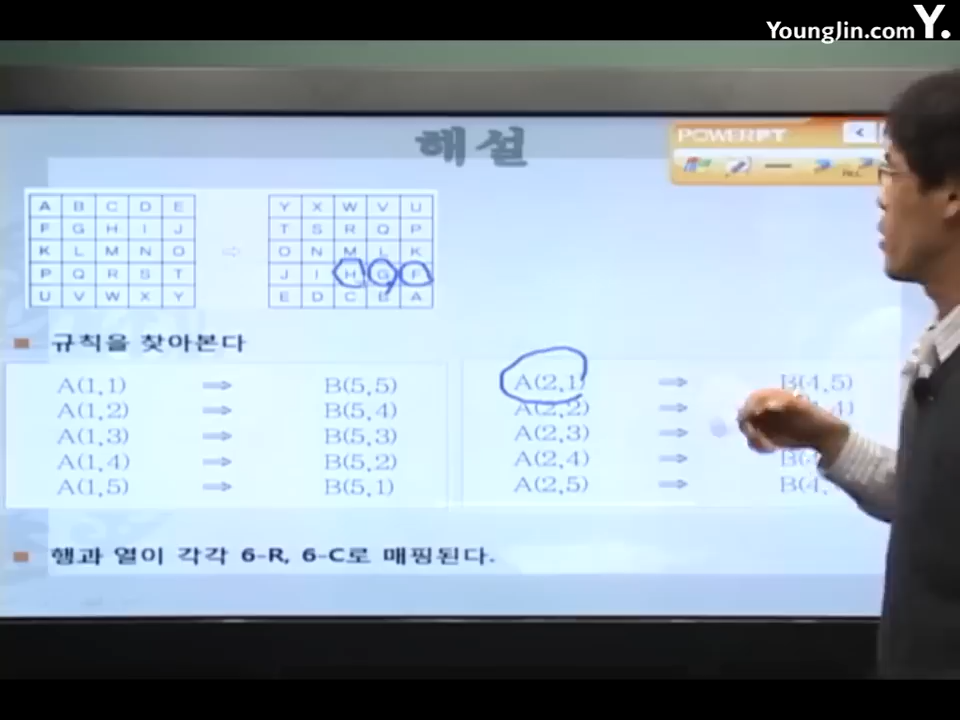 YoungJin.com Y.
해설
POWERPT
A B C D E
F G H I J
K L M N O
P Q R S T
U V W X Y
⇨
Y X W V U
T S R Q P
O N M L K
J I H G F
E D C B A
규칙을 찾아본다
A(1,1) ⇒ B(5,5)
A(1,2) ⇒ B(5,4)
A(1,3) ⇒ B(5,3)
A(1,4) ⇒ B(5,2)
A(1,5) ⇒ B(5,1)
A(2,1) ⇒ B(4,5)
A(2,2) ⇒ 4)
A(2,3) ⇒
A(2,4) ⇒ B(4
A(2,5) ⇒ B(4,
행과 열이 각각 6-R, 6-C로 매핑된다.